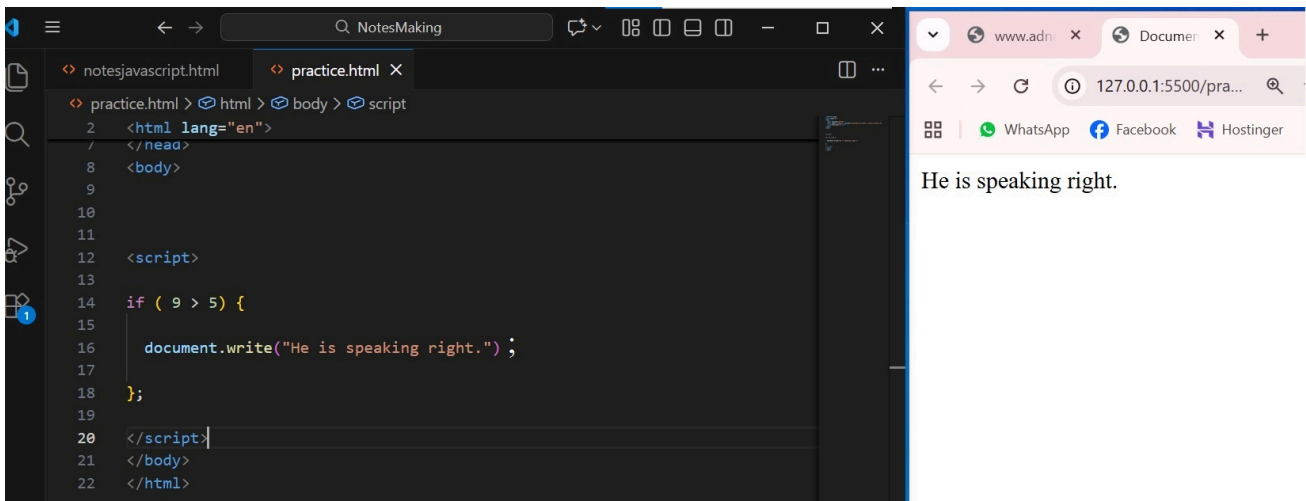 NotesMaking
notesjavascript.html
practice.html
practice.html > html > body > script
2 <html lang="en">
7 </head>
8 <body>
9
10
11
12 <script>
13
14 if ( 9 > 5) {
15
16 document.write("He is speaking right.") ;
17
18 };
19
20 </script>
21 </body>
22 </html>
1
www.adn
Documen
127.0.0.1:5500/pra...
WhatsApp
Facebook
Hostinger
He is speaking right.